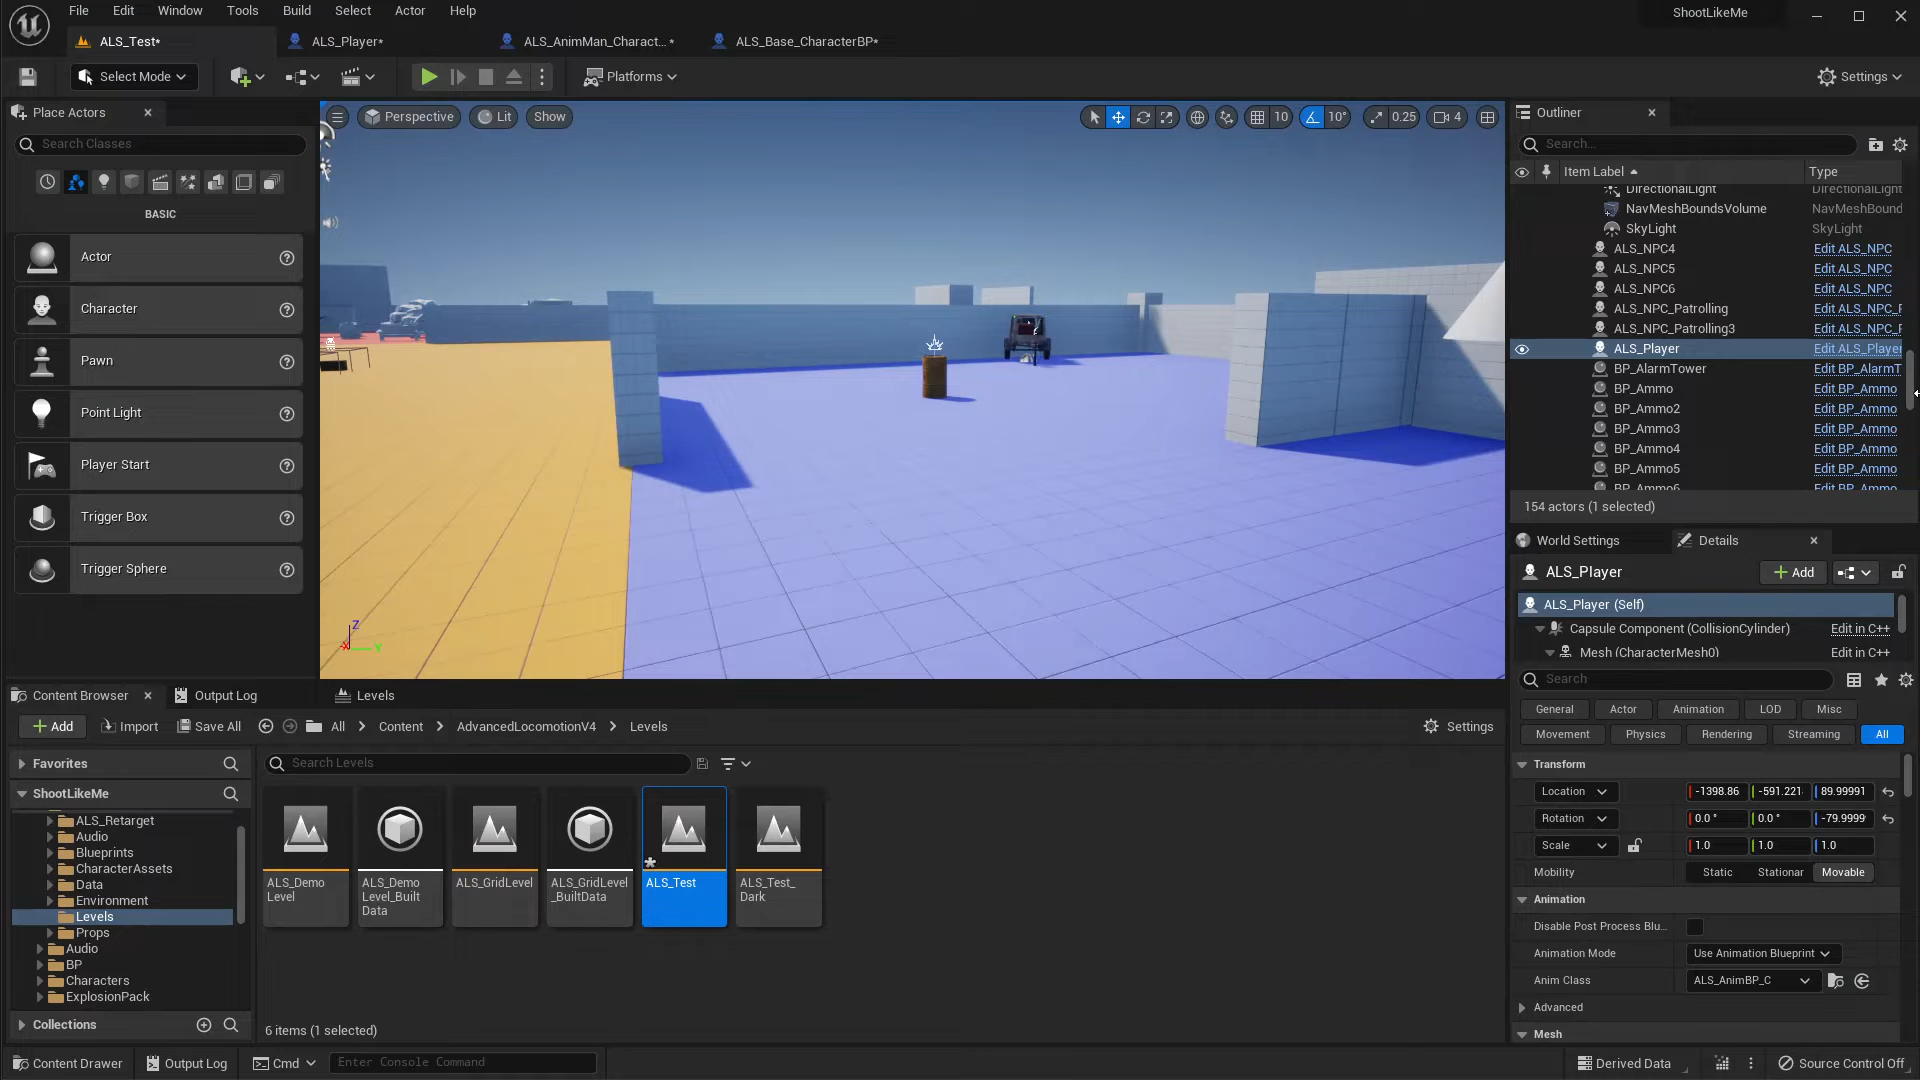 File Edit View Window Tools Build Select Actor Help
ShootLikeMe
ALS_Test*
ALS_Player*
ALS_AnimMan_Charact...*
ALS_Base_CharacterBP*
Select Mode
Platforms
Settings
Place Actors
Search Classes
BASIC
Actor
Character
Pawn
Point Light
Player Start
Trigger Box
Trigger Sphere
Perspective
Lit
Show
10
10°
0.25
4
Z
X
Y
Outliner
Search...
Item Label
Type
DirectionalLight DirectionalLight
NavMeshBoundsVolume NavMeshBound
SkyLight SkyLight
ALS_NPC4 Edit ALS_NPC
ALS_NPC5 Edit ALS_NPC
ALS_NPC6 Edit ALS_NPC
ALS_NPC_Patrolling Edit ALS_NPC_F
ALS_NPC_Patrolling3 Edit ALS_NPC_F
ALS_Player Edit ALS_Player
BP_AlarmTower Edit BP_AlarmT
BP_Ammo Edit BP_Ammo
BP_Ammo2 Edit BP_Ammo
BP_Ammo3 Edit BP_Ammo
BP_Ammo4 Edit BP_Ammo
BP_Ammo5 Edit BP_Ammo
BP_Ammo6 Edit BP_Ammo
154 actors (1 selected)
World Settings
Details
ALS_Player
Add
ALS_Player (Self)
Capsule Component (CollisionCylinder) Edit in C++
Mesh (CharacterMesh0) Edit in C++
Search
General Actor Animation LOD Misc
Movement Physics Rendering Streaming All
Transform
Location -1398.86 -591.221 89.99991
Rotation 0.0 ° 0.0 ° -79.9999
Scale 1.0 1.0 1.0
Mobility Static Stationar Movable
Animation
Disable Post Process Blu...
Animation Mode Use Animation Blueprint
Anim Class ALS_AnimBP_C
Advanced
Mesh
Content Browser
Output Log
Levels
Add
Import
Save All
All
Content
AdvancedLocomotionV4
Levels
Settings
Favorites
ShootLikeMe
ALS_Retarget
Audio
Blueprints
CharacterAssets
Data
Environment
Levels
Props
Audio
BP
Characters
ExplosionPack
Collections
Search Levels
ALS_Demo
Level
ALS_Demo
Level_Built
Data
ALS_GridLevel
ALS_GridLevel
_BuiltData
ALS_Test
ALS_Test_
Dark
6 items (1 selected)
Content Drawer
Output Log
Cmd
Enter Console Command
Derived Data
Source Control Off